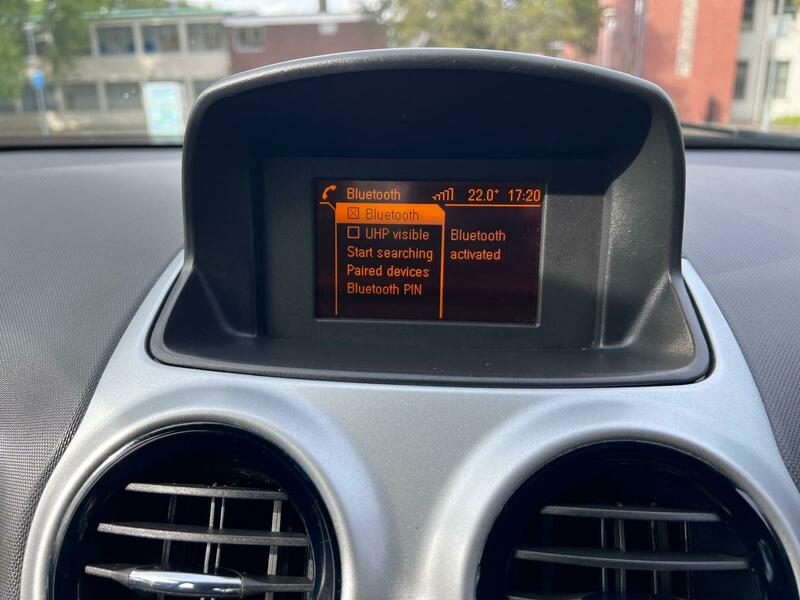 Bluetooth 22.0° 17:20
Bluetooth
UHP visible
Start searching
Paired devices
Bluetooth PIN
Bluetooth
activated